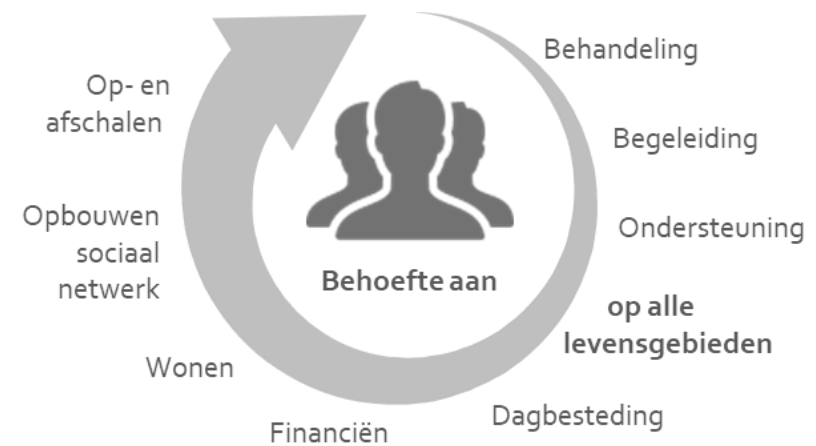 Behoefte aan
Behandeling
Begeleiding
Ondersteuning
op alle
levensgebieden
Dagbesteding
Financiën
Wonen
Opbouwen
sociaal
netwerk
Op- en
afschalen